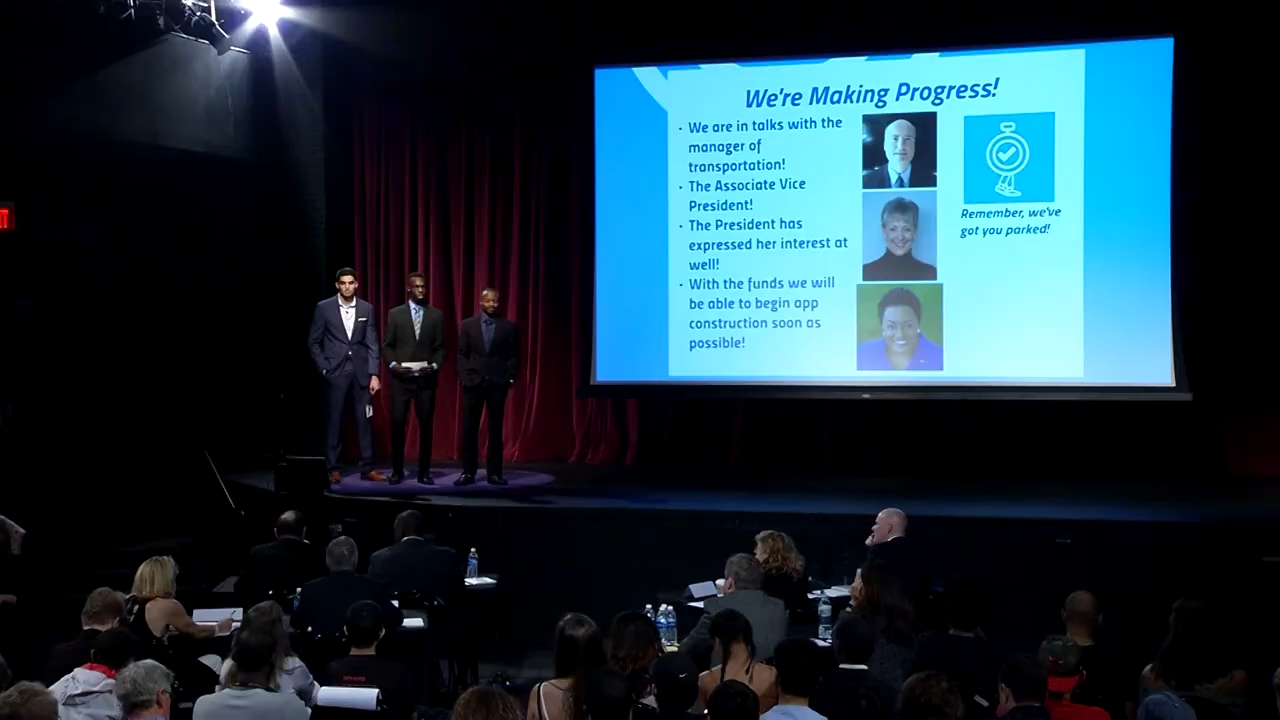 We're Making Progress!
· We are in talks with the
manager of
transportation!
· The Associate Vice
President!
· The President has
expressed her interest at
well!
· With the funds we will
be able to begin app
construction soon as
possible!
Remember, we've
got you parked!